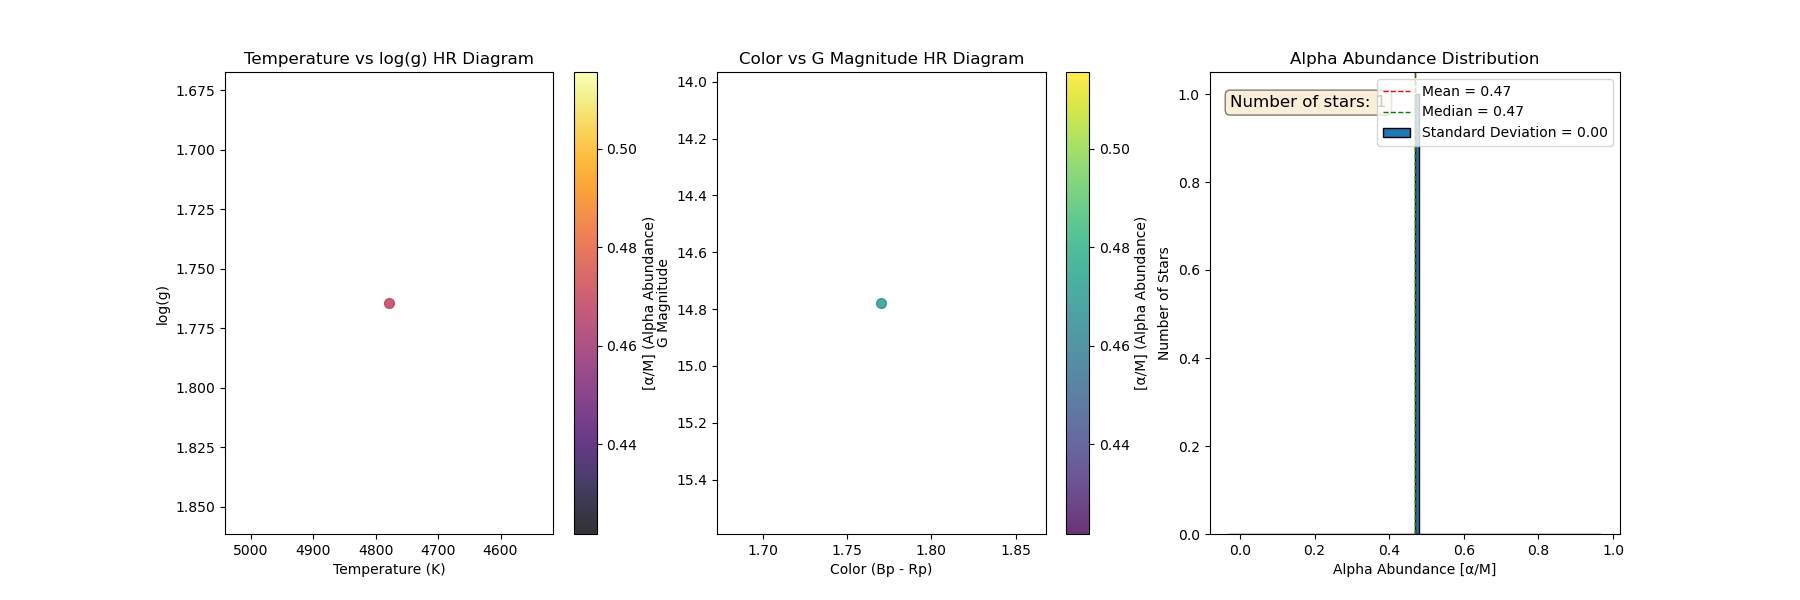 Temperature vs log(g) HR Diagram
1.675
1.700
1.725
1.750
1.775
1.800
1.825
1.850
log(g)
5000 4900 4800 4700 4600
Temperature (K)
0.50
0.48
0.46
0.44
[α/M] (Alpha Abundance)
Color vs G Magnitude HR Diagram
14.0
14.2
14.4
14.6
14.8
15.0
15.2
15.4
G Magnitude
1.70 1.75 1.80 1.85
Color (Bp - Rp)
0.50
0.48
0.46
0.44
[α/M] (Alpha Abundance)
Alpha Abundance Distribution
1.0
0.8
0.6
0.4
0.2
0.0
Number of Stars
Number of stars: 1
Mean = 0.47
Median = 0.47
Standard Deviation = 0.00
0.0 0.2 0.4 0.6 0.8 1.0
Alpha Abundance [α/M]